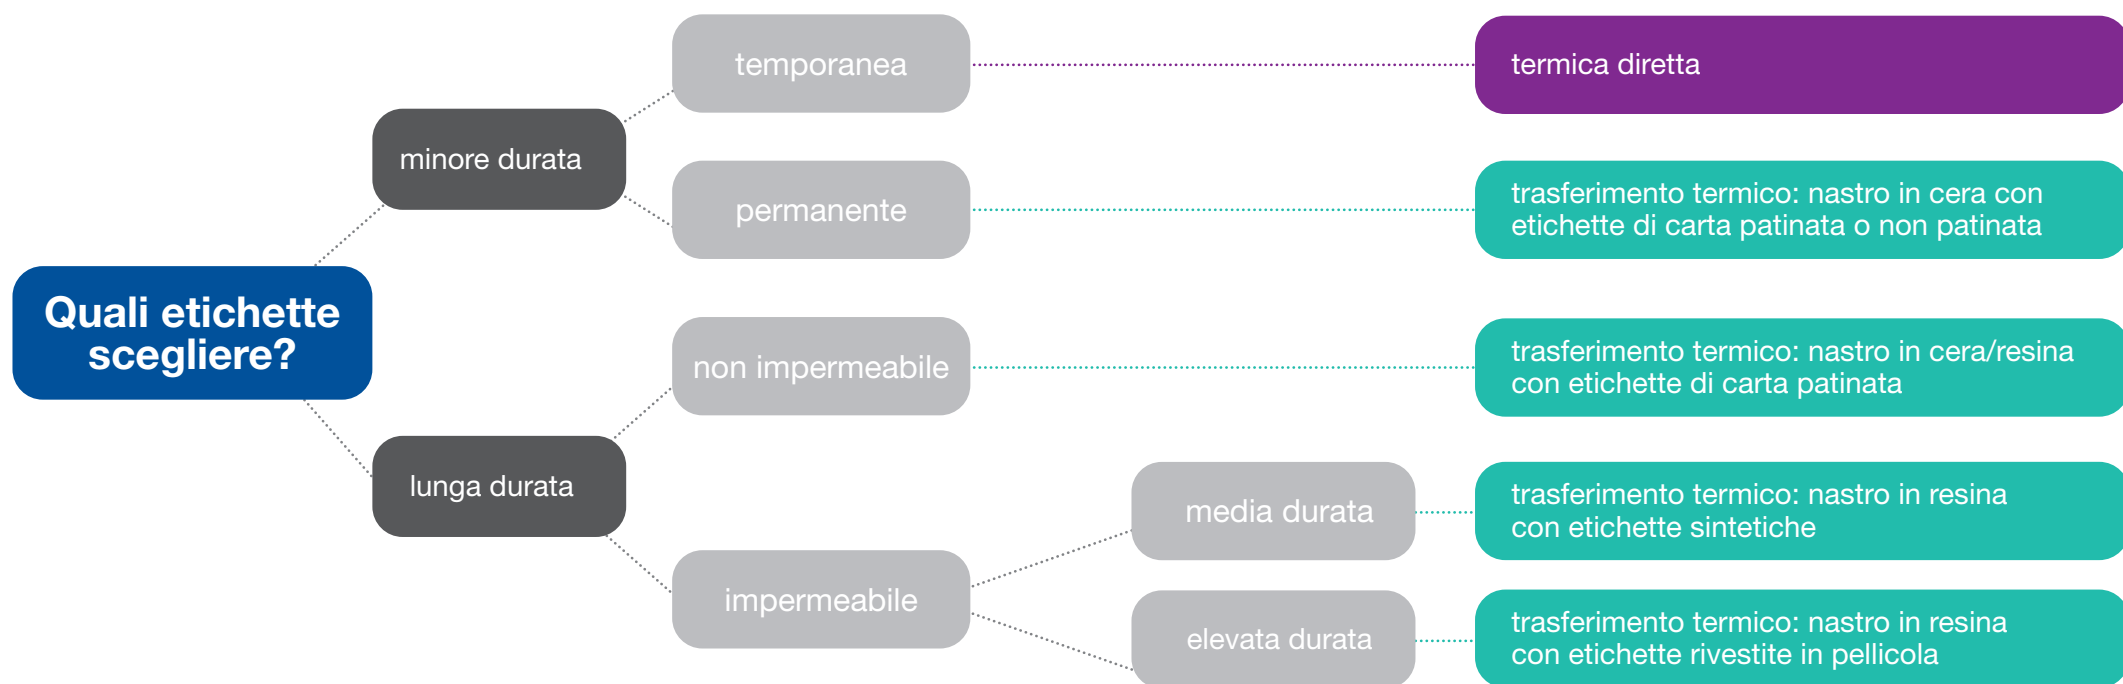 Quali etichette
scegliere?
minore durata
temporanea
termica diretta
permanente
trasferimento termico: nastro in cera con
etichette di carta patinata o non patinata
lunga durata
non impermeabile
trasferimento termico: nastro in cera/resina
con etichette di carta patinata
impermeabile
media durata
trasferimento termico: nastro in resina
con etichette sintetiche
elevata durata
trasferimento termico: nastro in resina
con etichette rivestite in pellicola